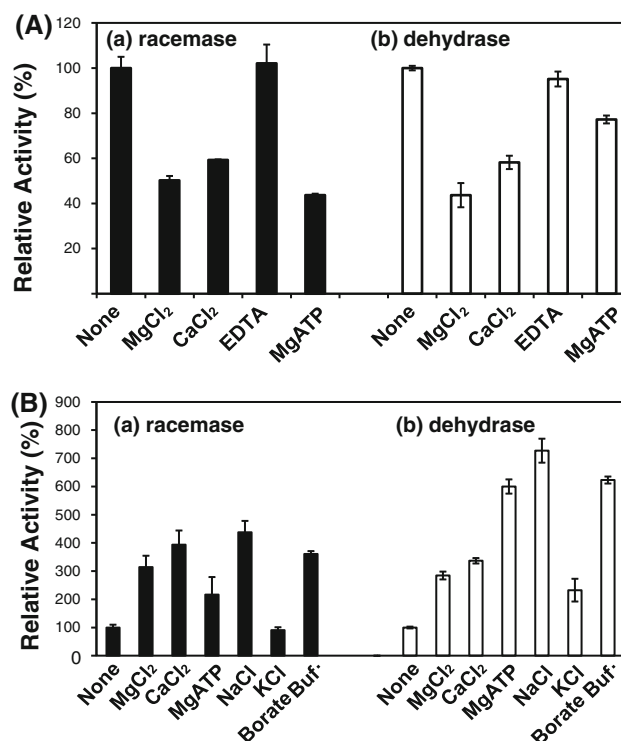 (A)
120
100
80
60
40
20
Relative Activity (%)
(a) racemase
(b) dehydrase
None
MgCl₂
CaCl₂
EDTA
MgATP
None
MgCl₂
CaCl₂
EDTA
MgATP
(B)
900
800
700
600
500
400
300
200
100
0
Relative Activity (%)
(a) racemase
(b) dehydrase
None
MgCl₂
CaCl₂
MgATP
NaCl
KCl
Borate Buf.
None
MgCl₂
CaCl₂
MgATP
NaCl
KCl
Borate Buf.